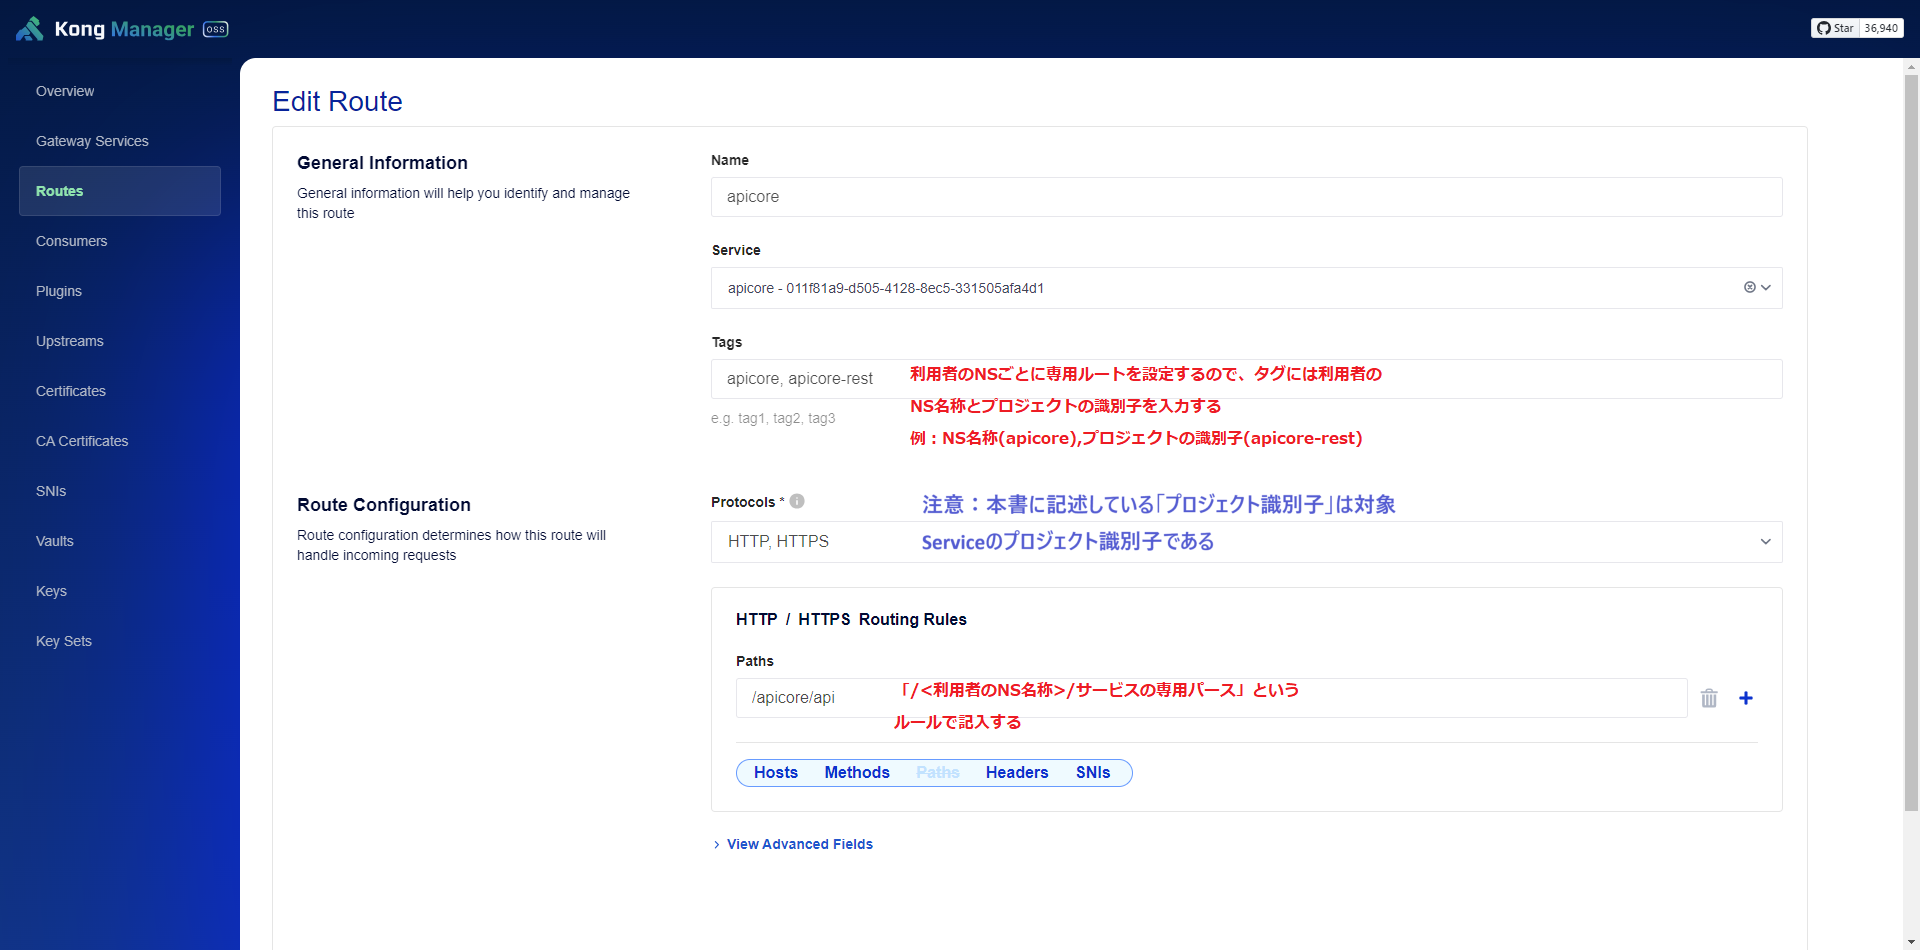 Kong Manager OSS
Star 36,940
Overview
Gateway Services
Routes
Consumers
Plugins
Upstreams
Certificates
CA Certificates
SNIs
Vaults
Keys
Key Sets
Edit Route
General Information
General information will help you identify and manage
this route
Name
apicore
Service
apicore - 011f81a9-d505-4128-8ec5-331505afa4d1
Tags
apicore, apicore-rest
利用者のNSごとに専用ルートを設定するので、タグには利用者の
NS名称とプロジェクトの識別子を入力する
e.g. tag1, tag2, tag3
例：NS名称(apicore),プロジェクトの識別子(apicore-rest)
Route Configuration
Route configuration determines how this route will
handle incoming requests
Protocols *
注意：本書に記述している「プロジェクト識別子」は対象
HTTP, HTTPS
Serviceのプロジェクト識別子である
HTTP / HTTPS Routing Rules
Paths
/apicore/api
「/<利用者のNS名称>/サービスの専用パース」という
ルールで記入する
Hosts Methods Paths Headers SNIs
View Advanced Fields